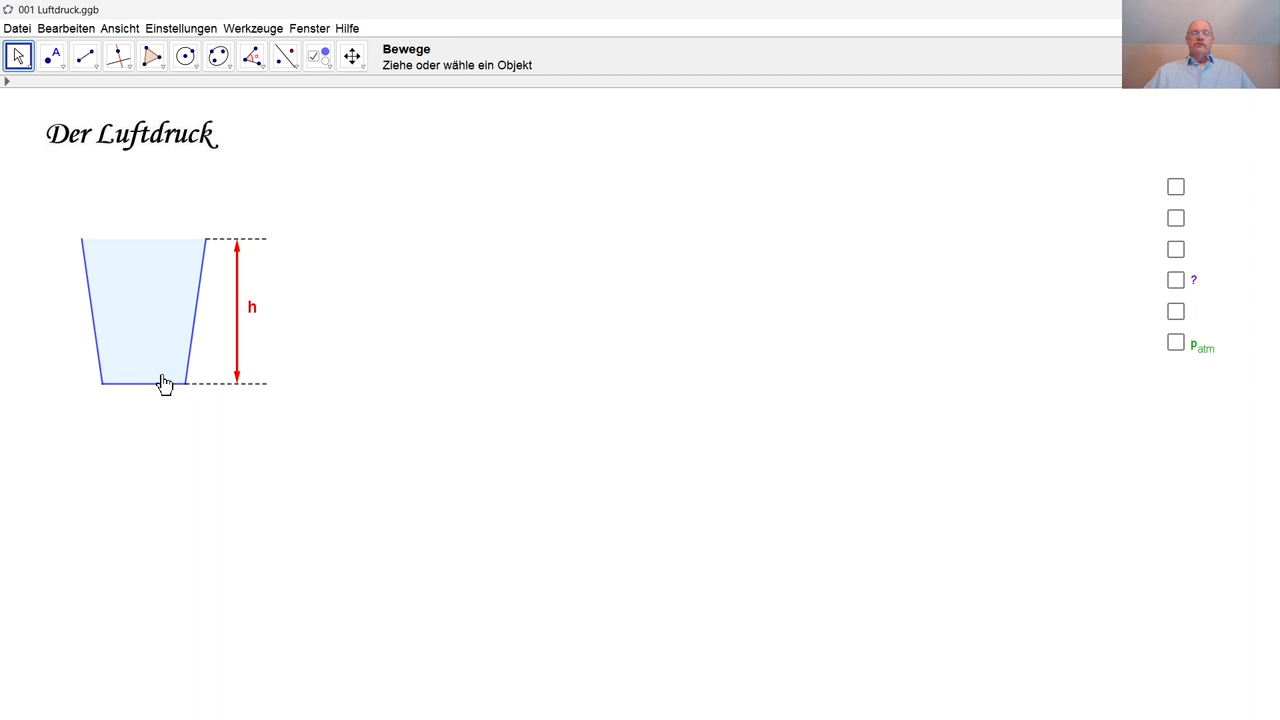 001 Luftdruck.ggb
Datei Bearbeiten Ansicht Einstellungen Werkzeuge Fenster Hilfe
A
Bewege
Ziehe oder wähle ein Objekt
Der Luftdruck
h
?
patm